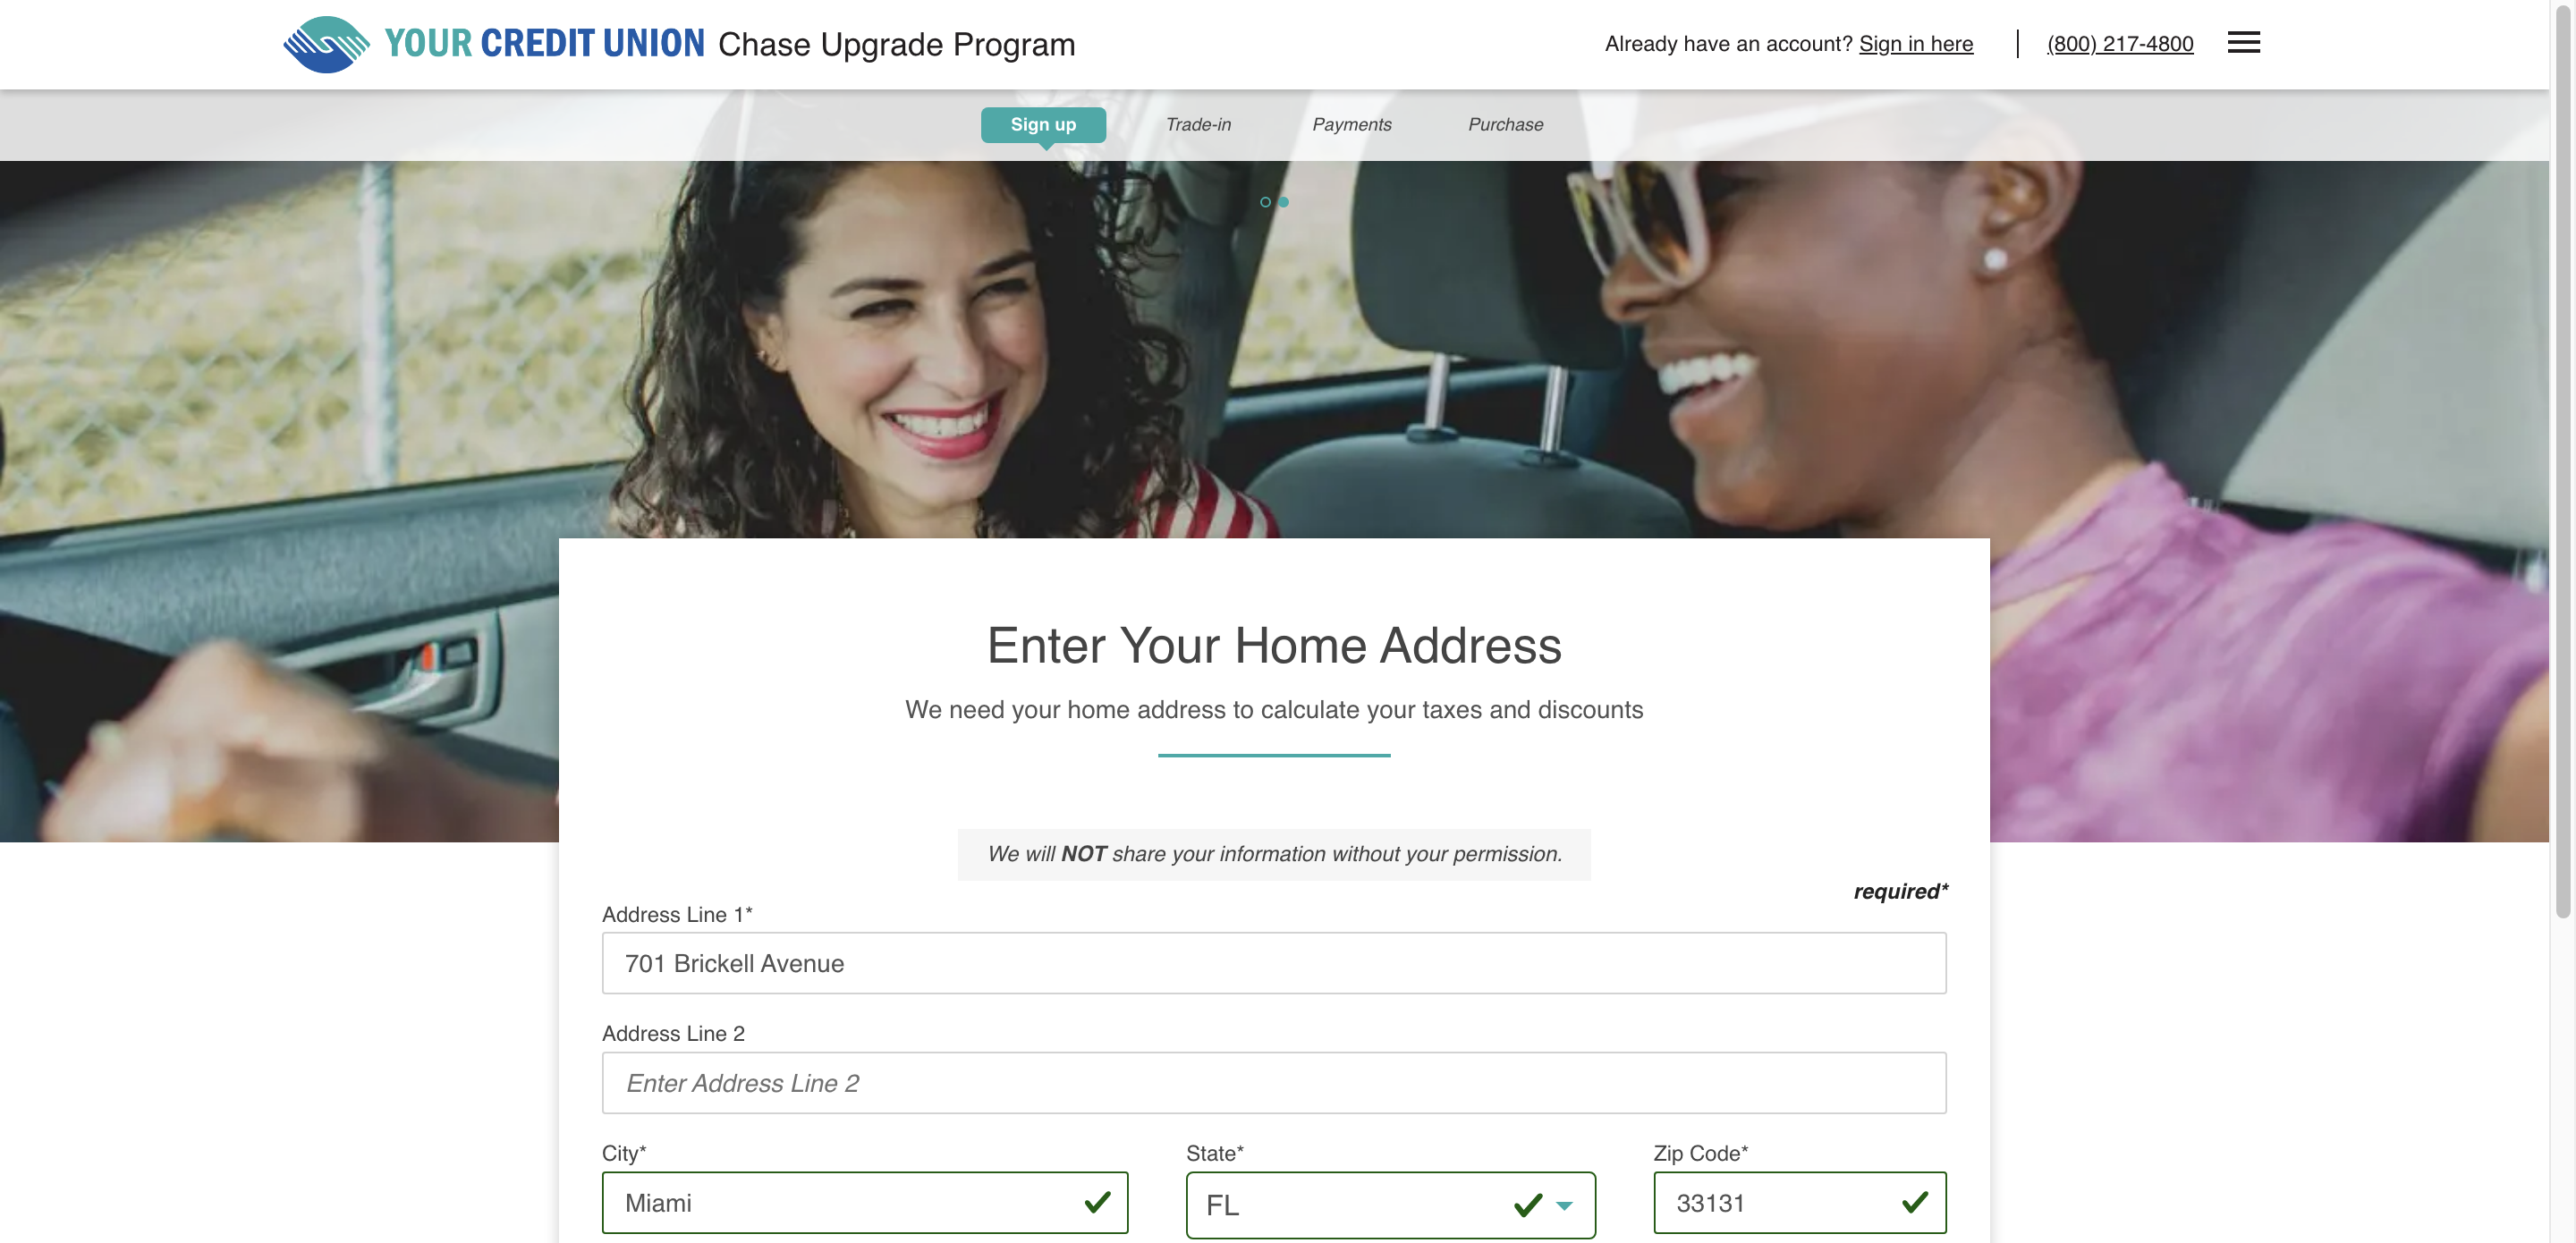 YOUR CREDIT UNION Chase Upgrade Program
Already have an account? Sign in here
(800) 217-4800
Sign up
Trade-in
Payments
Purchase
Enter Your Home Address
We need your home address to calculate your taxes and discounts
We will NOT share your information without your permission.
required*
Address Line 1*
701 Brickell Avenue
Address Line 2
Enter Address Line 2
City*
State*
Zip Code*
Miami
FL
33131